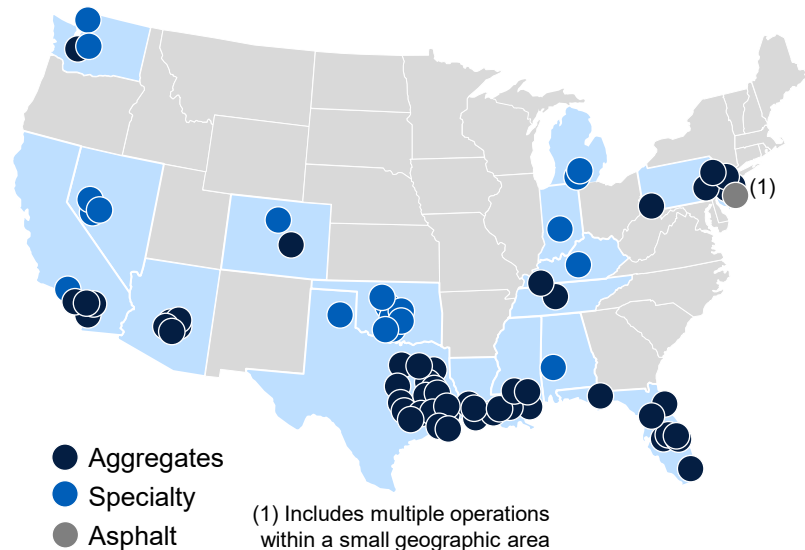 (1)
Aggregates
Specialty
Asphalt
(1) Includes multiple operations
within a small geographic area